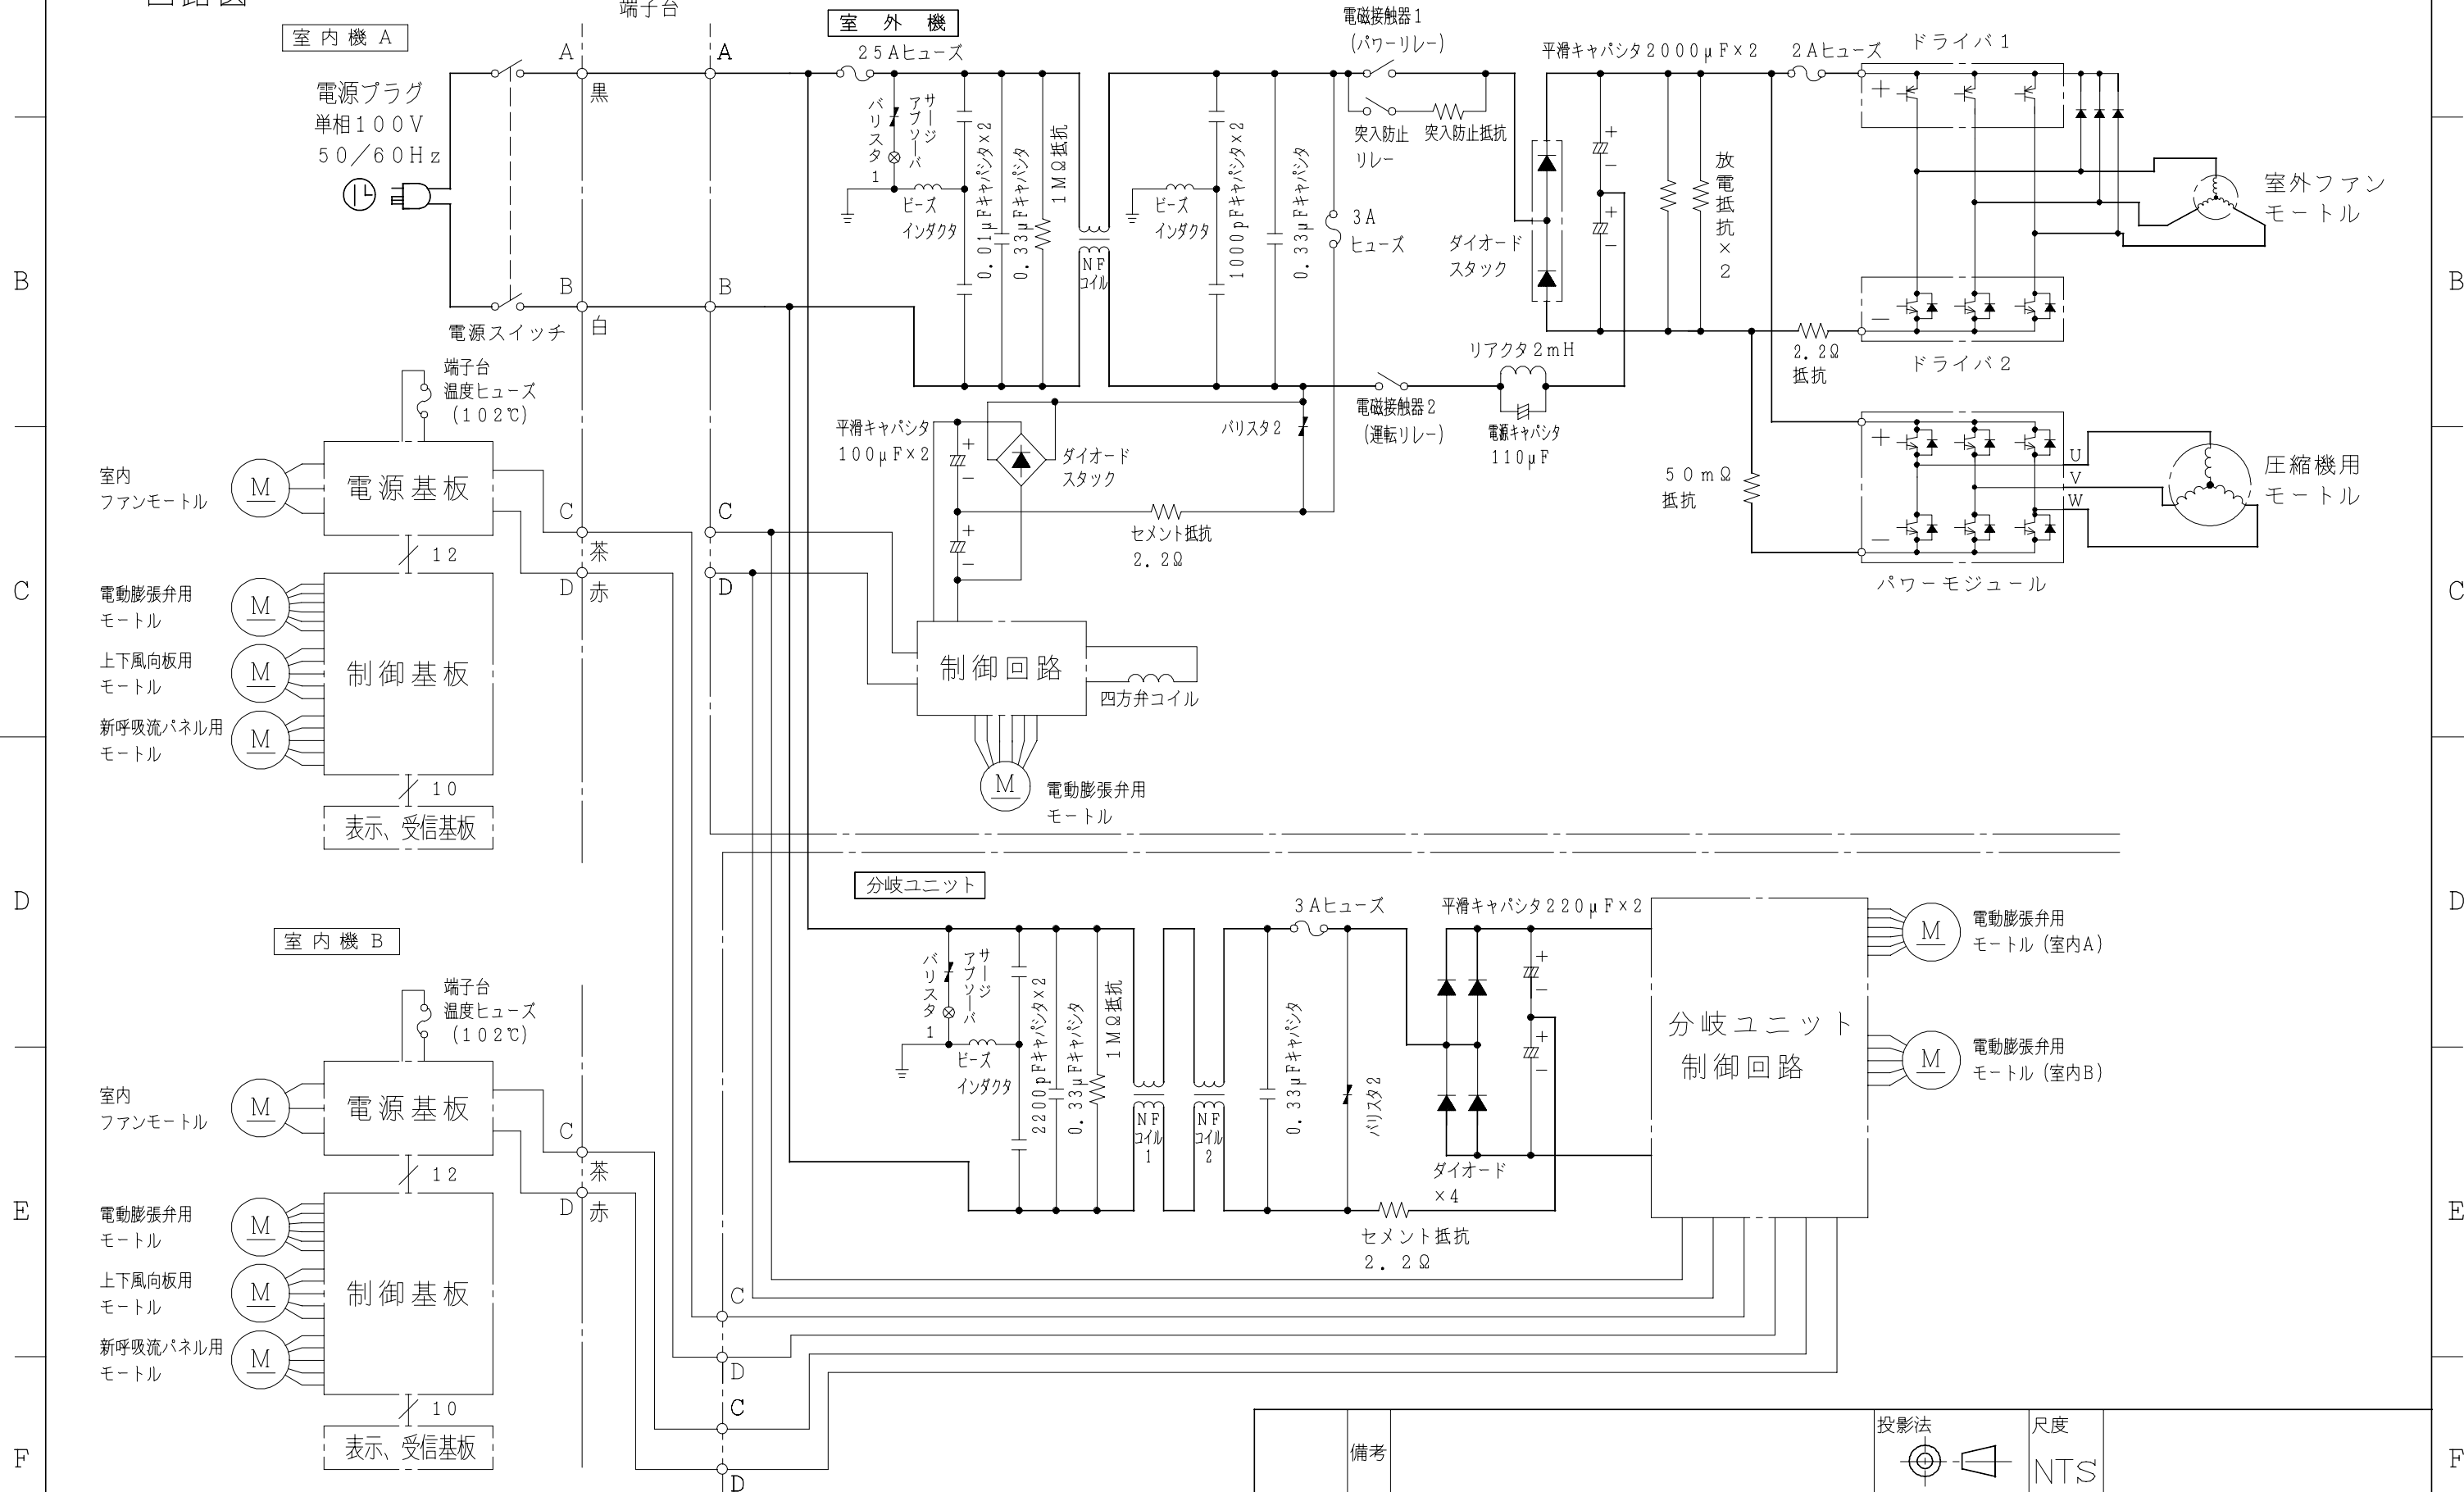 端子台
室内機A
電源プラグ
単相100V
50/60Hz
電源スイッチ
A
黒
B
白
A
B
室外機
25Aヒューズ
バリスタ1
サージアブソーバ
ビーズ
インダクタ
0.01μFキャパシタ×2
0.33μFキャパシタ
1MΩ抵抗
NF
コイル
ビーズ
インダクタ
1000pFキャパシタ×2
0.33μFキャパシタ
3A
ヒューズ
電磁接触器1
(パワーリレー)
突入防止
リレー
突入防止抵抗
ダイオード
スタック
平滑キャパシタ2000μF×2
+
−
+
−
放電抵抗×2
2Aヒューズ
ドライバ1
+
−
2.2Ω
抵抗
ドライバ2
室外ファン
モートル
リアクタ2mH
電磁接触器2
(運転リレー)
電源キャパシタ
110μF
50mΩ
抵抗
+
−
U
V
W
パワーモジュール
圧縮機用
モートル
平滑キャパシタ
100μF×2
+
−
+
−
ダイオード
スタック
バリスタ2
セメント抵抗
2.2Ω
制御回路
四方弁コイル
M
電動膨張弁用
モートル
端子台
温度ヒューズ
(102℃)
室内
ファンモートル
M
電源基板
12
C
茶
D
赤
C
D
電動膨張弁用
モートル
M
上下風向板用
モートル
M
制御基板
新呼吸流パネル用
モートル
M
10
表示、受信基板
室内機B
端子台
温度ヒューズ
(102℃)
室内
ファンモートル
M
電源基板
12
C
茶
D
赤
電動膨張弁用
モートル
M
上下風向板用
モートル
M
制御基板
新呼吸流パネル用
モートル
M
10
表示、受信基板
分岐ユニット
バリスタ1
サージアブソーバ
ビーズ
インダクタ
2200pFキャパシタ×2
0.33μFキャパシタ
1MΩ抵抗
NF
コイル
1
NF
コイル
2
0.33μFキャパシタ
3Aヒューズ
バリスタ2
平滑キャパシタ220μF×2
+
−
+
−
ダイオード
×4
セメント抵抗
2.2Ω
分岐ユニット
制御回路
M
電動膨張弁用
モートル(室内A)
M
電動膨張弁用
モートル(室内B)
C
D
C
D
備考
投影法
尺度
NTS
B
C
D
E
F
B
C
D
E
F